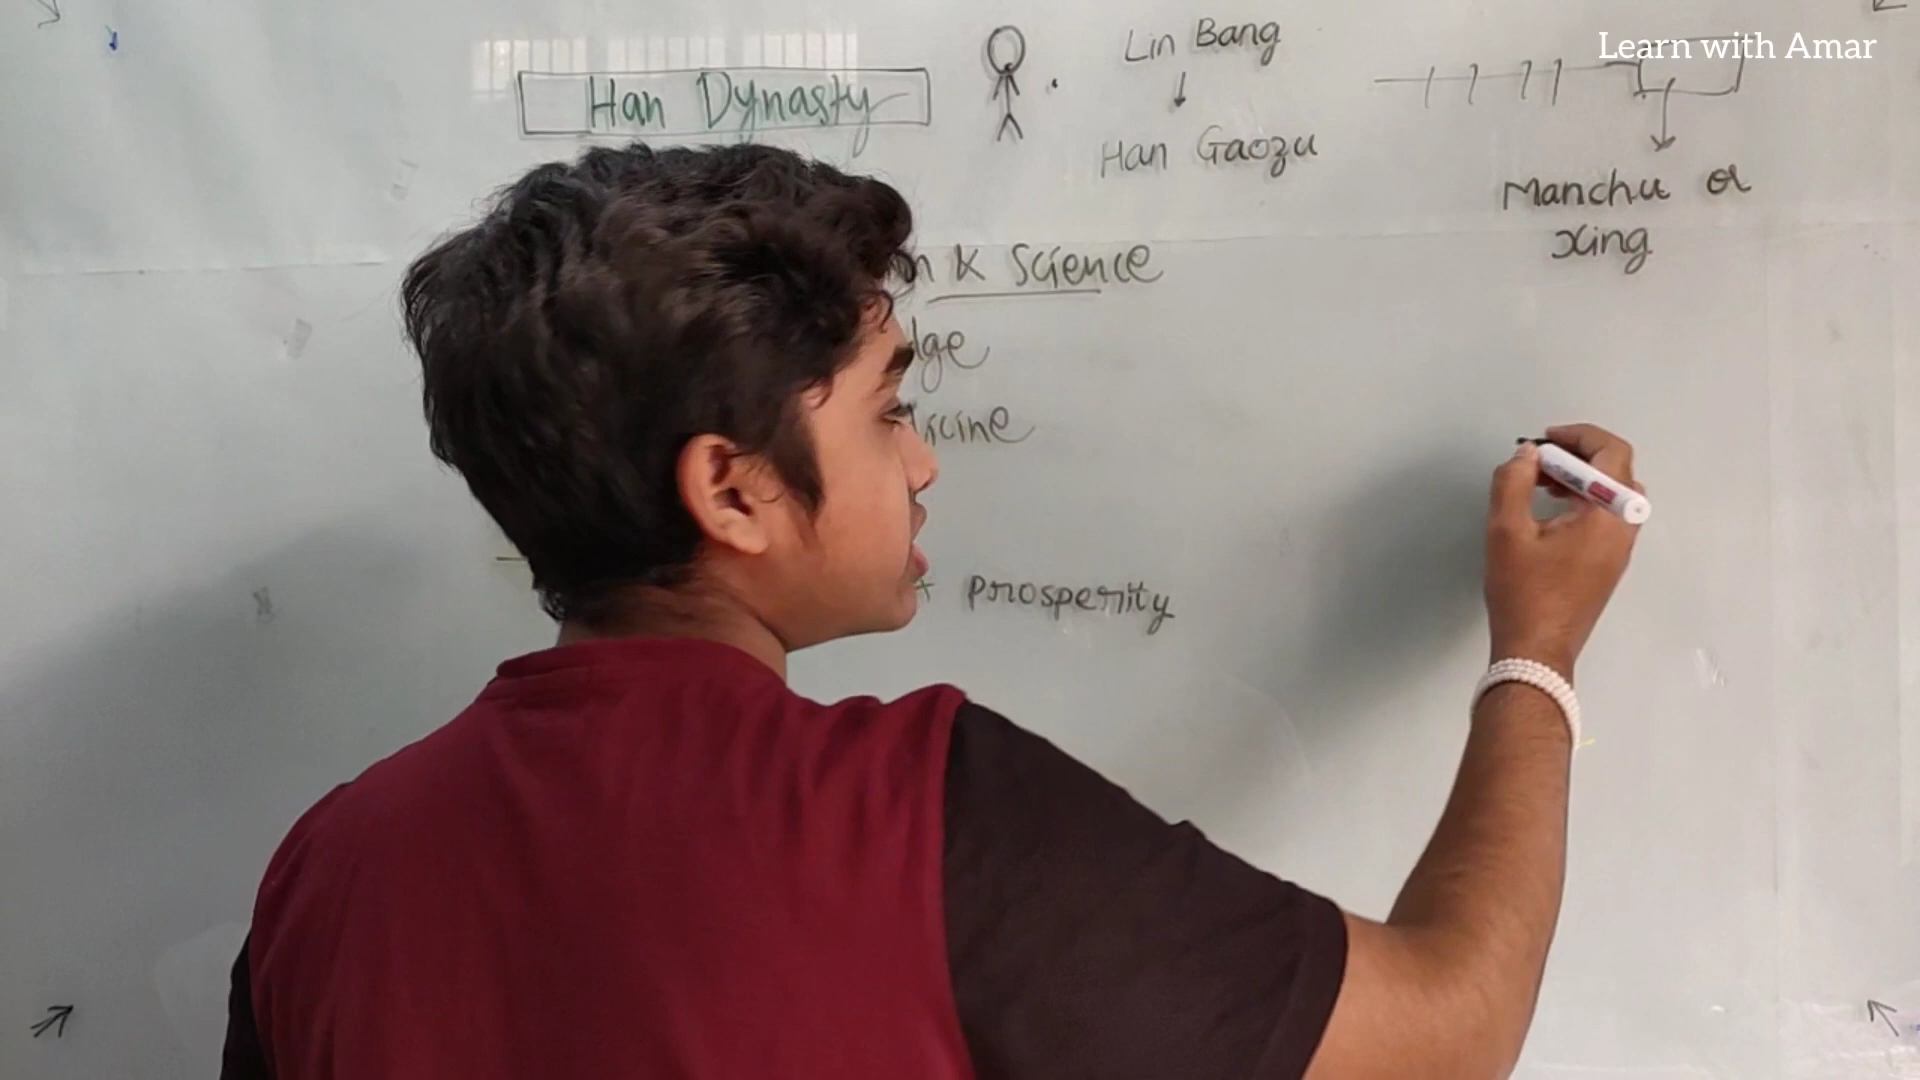 Learn with Amar
Han Dynasty
Lin Bang
Han Gaozu
Manchu or
Xing
K Science
+ prosperity